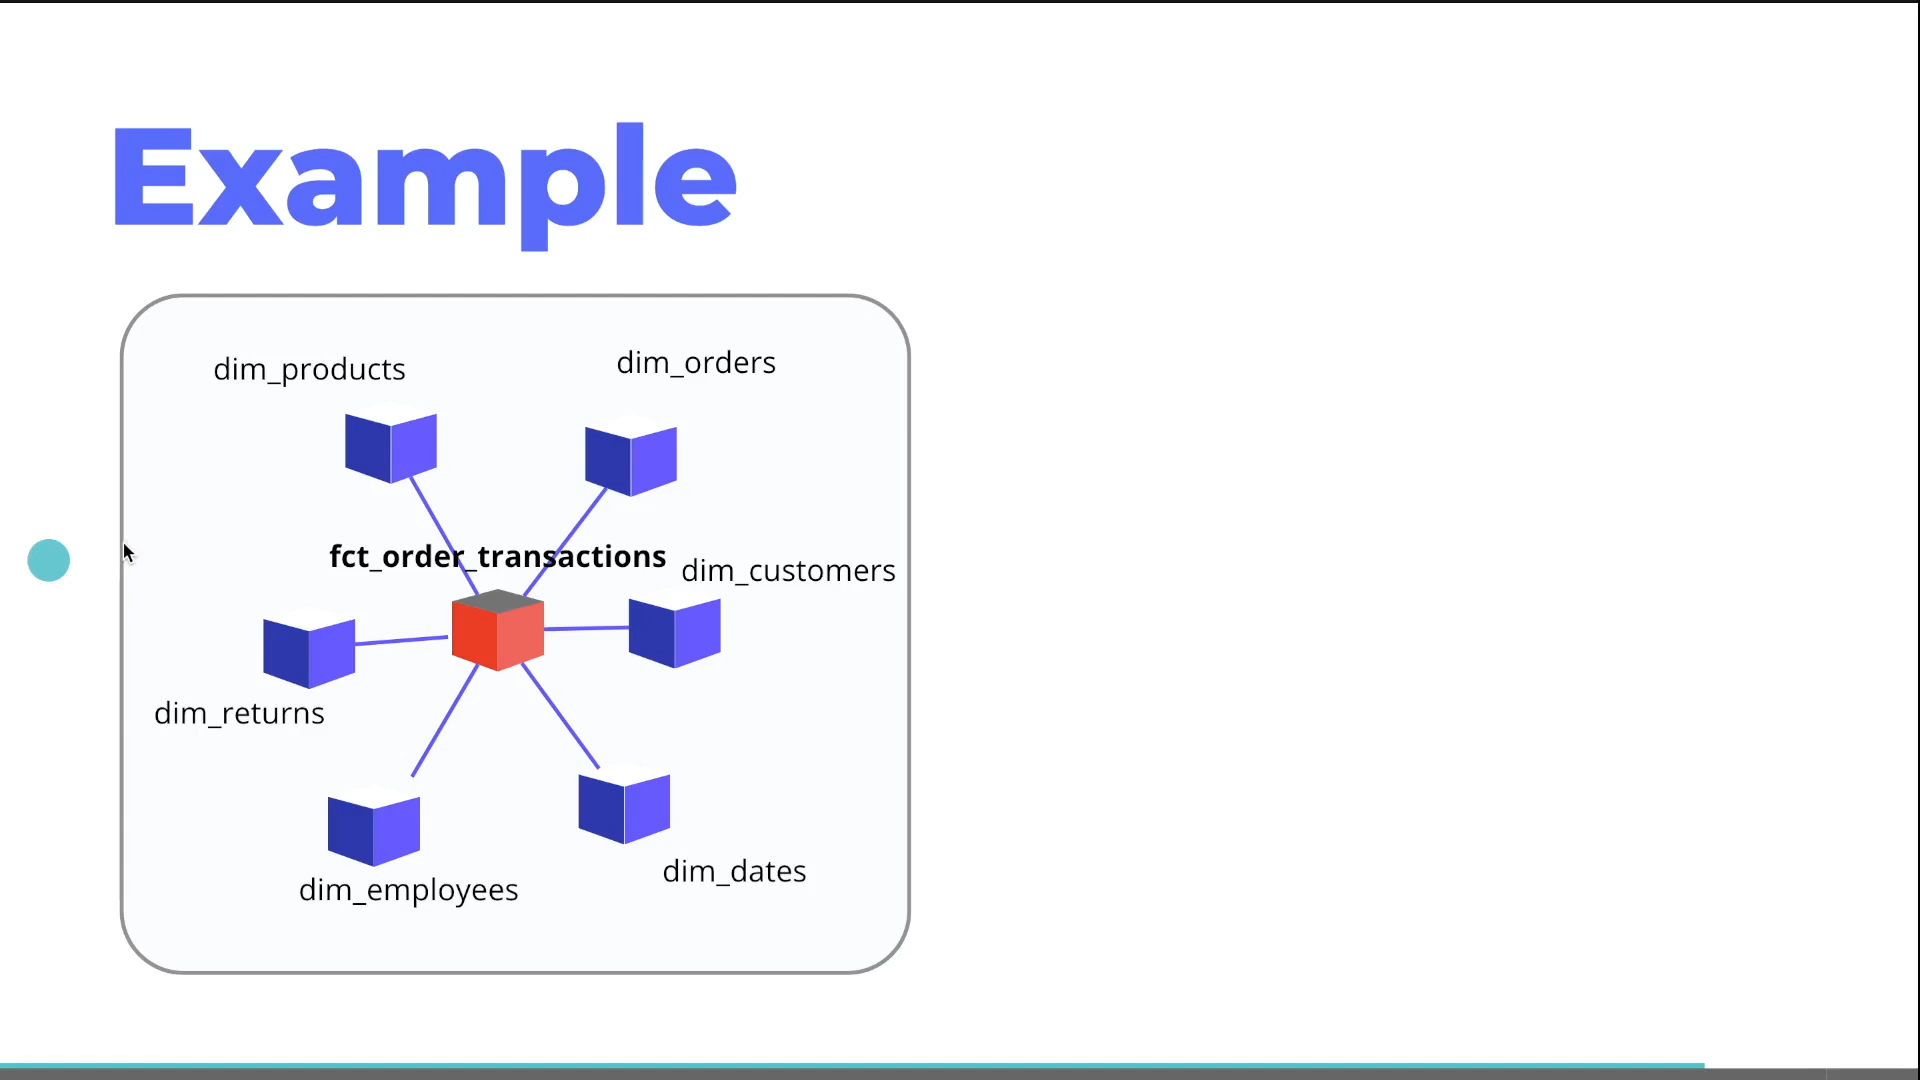 Example
dim_products
dim_orders
fct_order_transactions
dim_customers
dim_returns
dim_dates
dim_employees